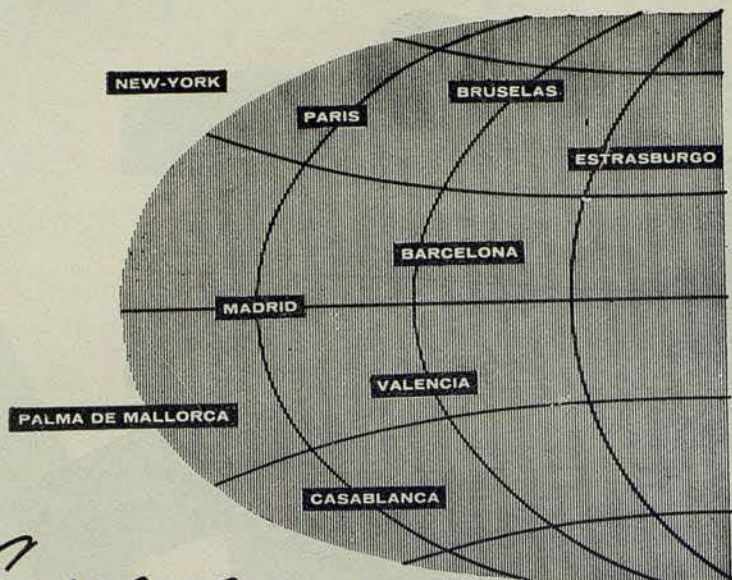 NEW-YORK
BRUSELAS
PARIS
ESTRASBURGO
BARCELONA
MADRID
VALENCIA
PALMA DE MALLORCA
CASABLANCA